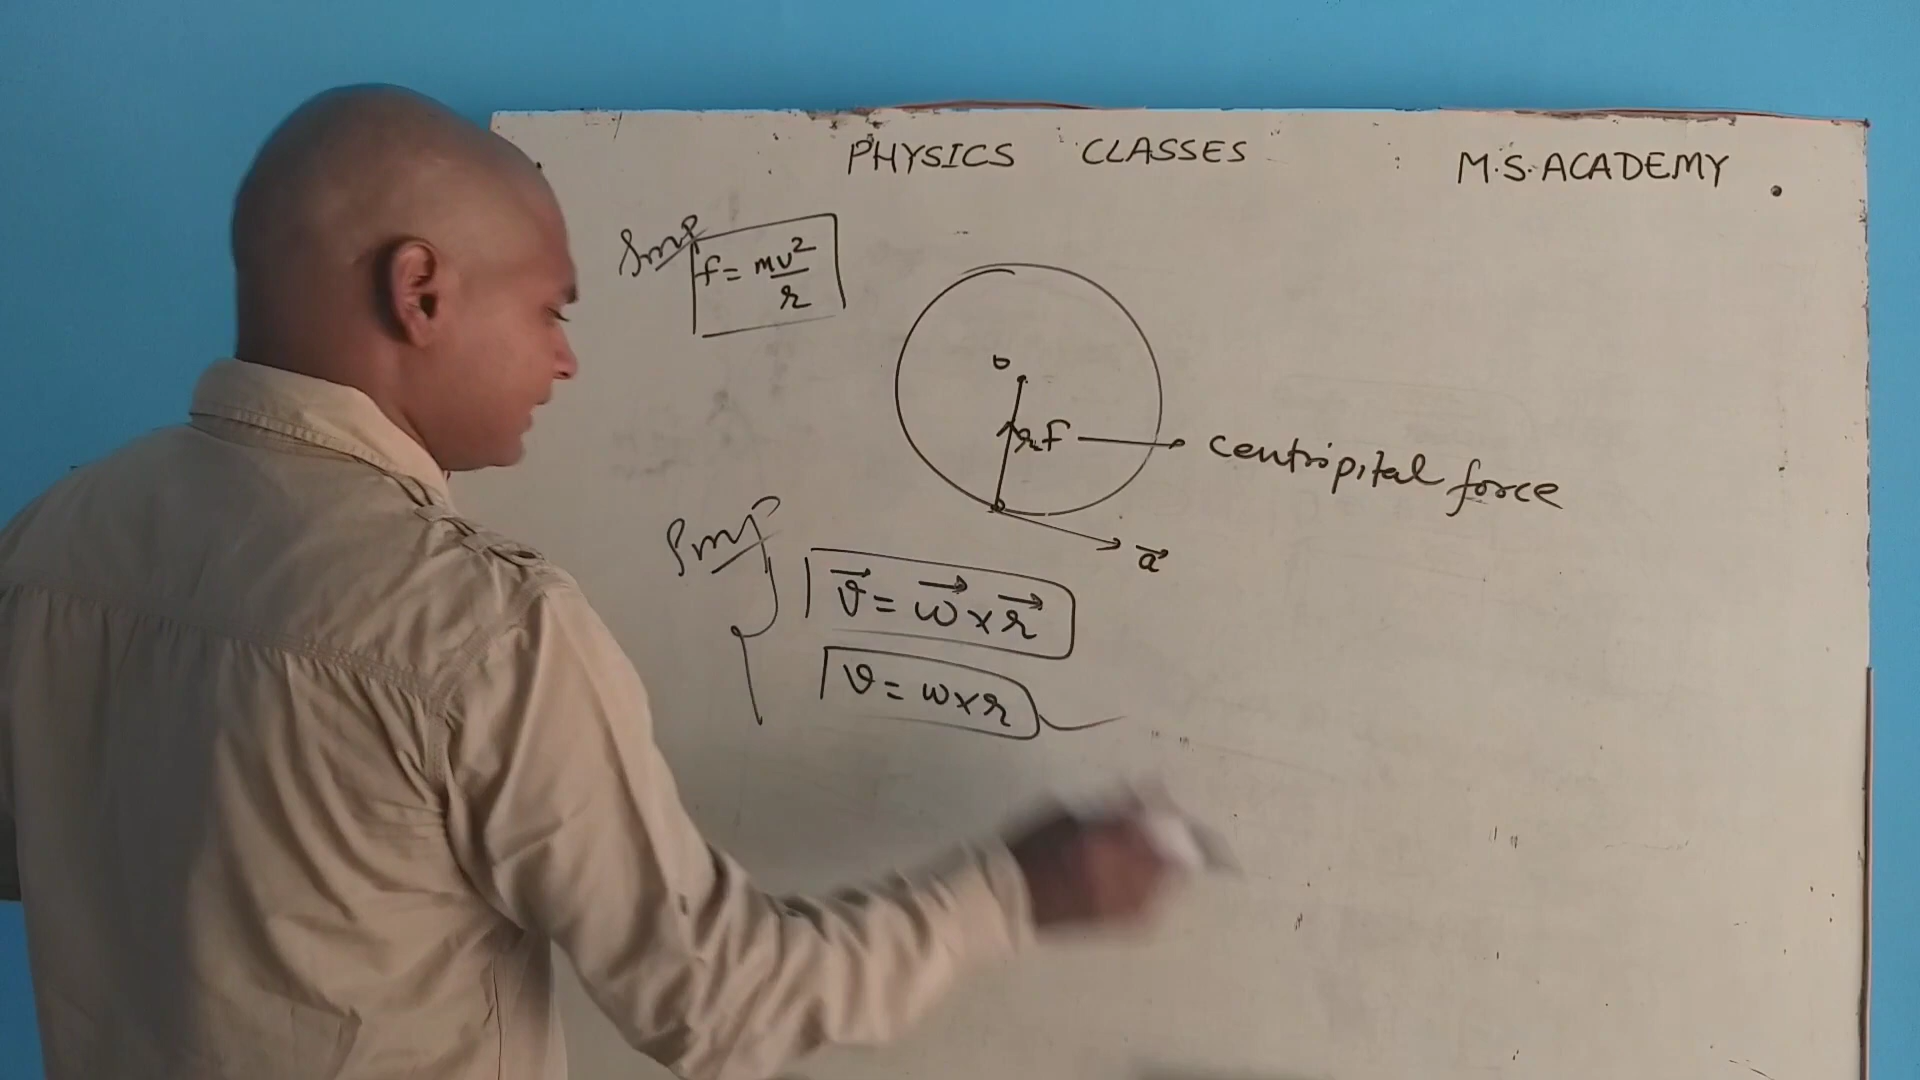 PHYSICS CLASSES M.S. ACADEMY
Imp
f = mv²/r
o
r F → centripital force
a⃗
Imp
v⃗ = ω⃗ × r⃗
v = ω × r